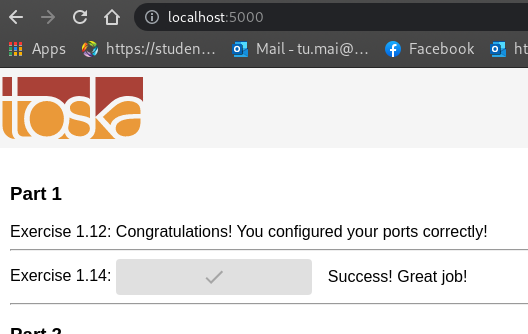 localhost:5000
Apps https://studen... Mail - tu.mai@... Facebook ht
toska
Part 1
Exercise 1.12: Congratulations! You configured your ports correctly!
Exercise 1.14: Success! Great job!
Part 2